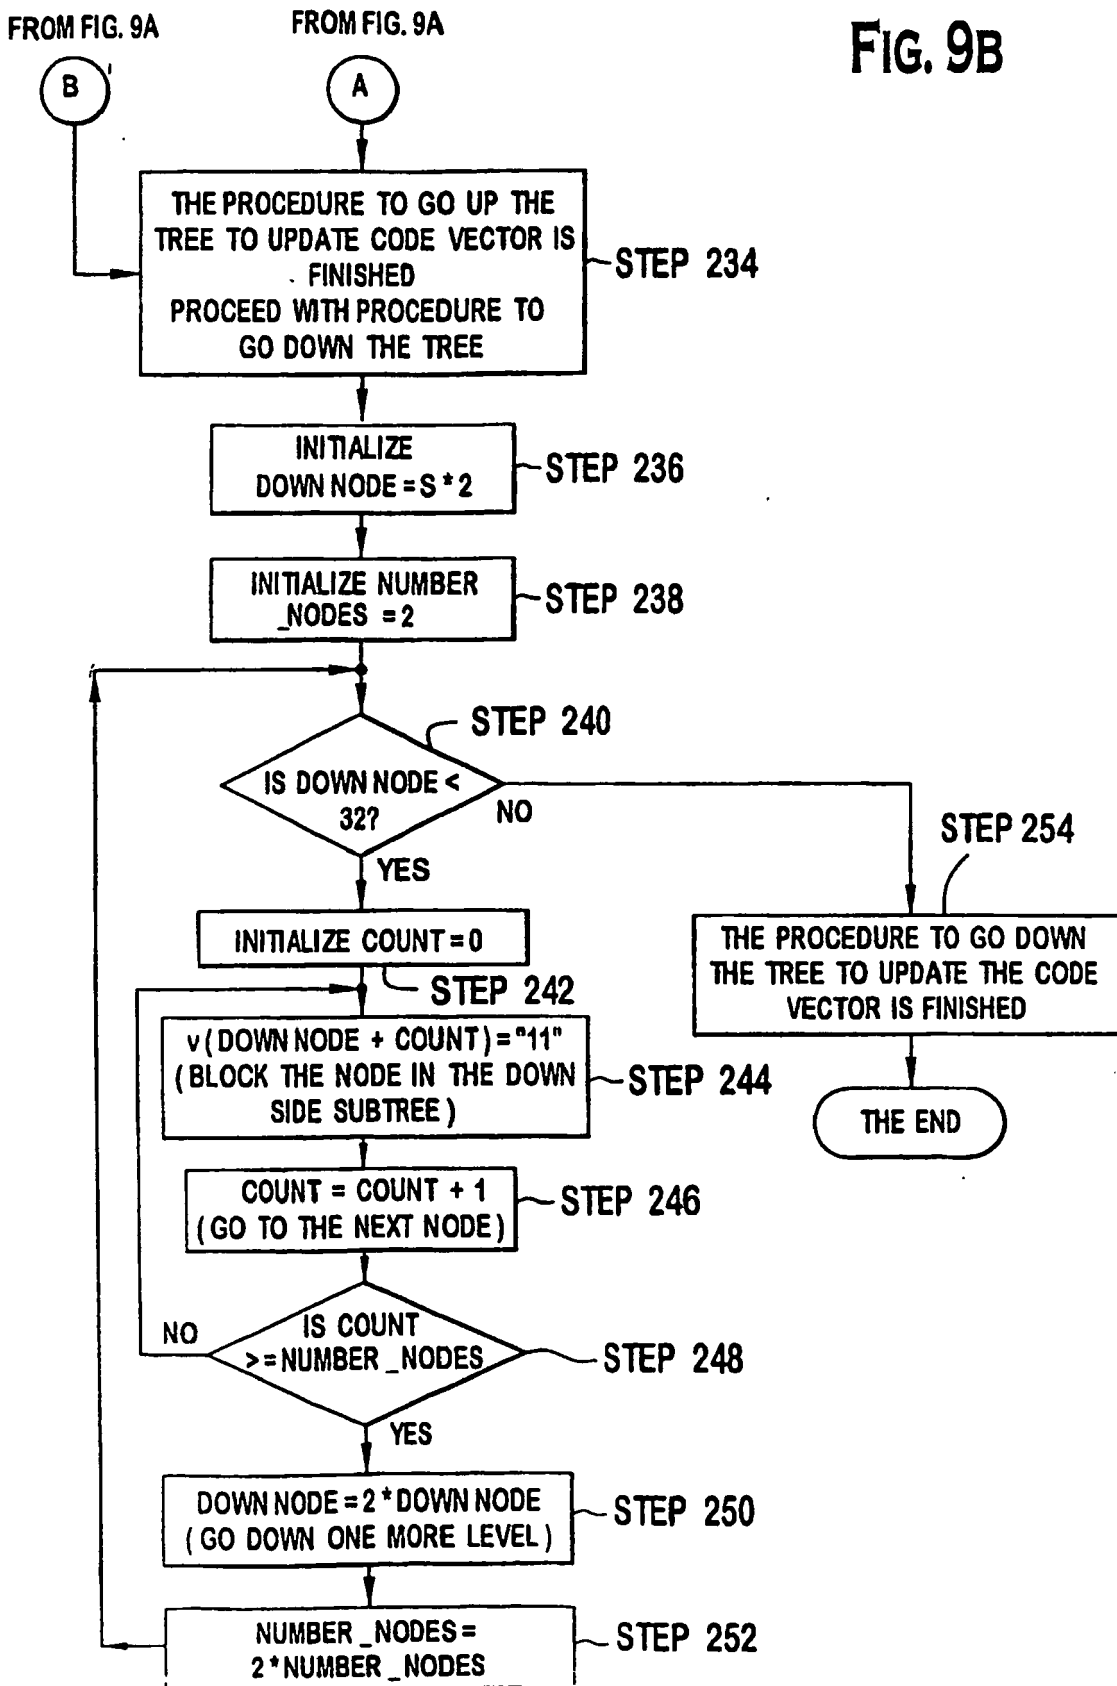 FROM FIG. 9A
FROM FIG. 9A
FIG. 9B
B
A
THE PROCEDURE TO GO UP THE
TREE TO UPDATE CODE VECTOR IS
FINISHED
PROCEED WITH PROCEDURE TO
GO DOWN THE TREE
STEP 234
INITIALIZE
DOWN NODE = S * 2
STEP 236
INITIALIZE NUMBER
_NODES = 2
STEP 238
STEP 240
IS DOWN NODE <
32?
NO
YES
STEP 254
INITIALIZE COUNT = 0
STEP 242
THE PROCEDURE TO GO DOWN
THE TREE TO UPDATE THE CODE
VECTOR IS FINISHED
v (DOWN NODE + COUNT) = "11"
(BLOCK THE NODE IN THE DOWN
SIDE SUBTREE)
STEP 244
THE END
COUNT = COUNT + 1
(GO TO THE NEXT NODE)
STEP 246
NO
IS COUNT
>= NUMBER _NODES
STEP 248
YES
DOWN NODE = 2 * DOWN NODE
(GO DOWN ONE MORE LEVEL)
STEP 250
NUMBER _NODES =
2 * NUMBER _NODES
STEP 252